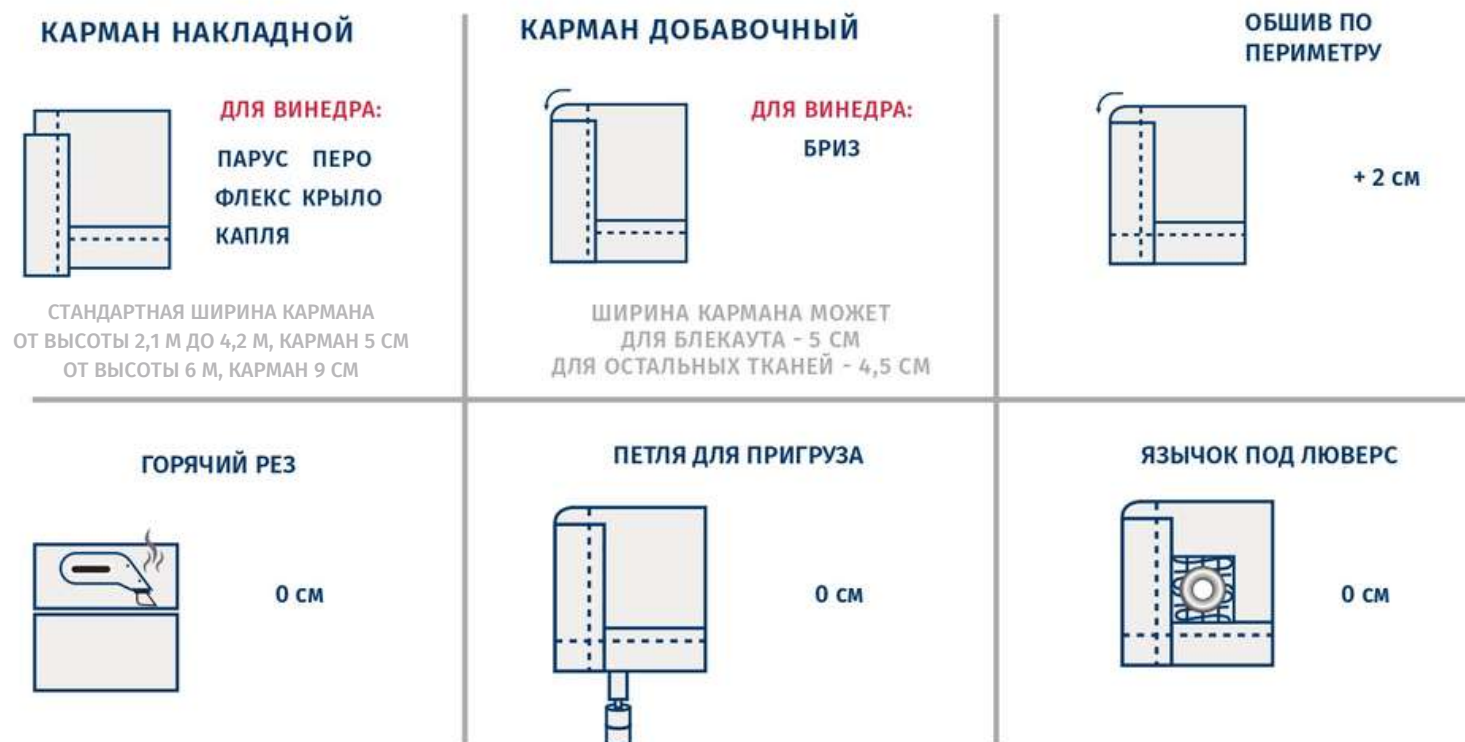 КАРМАН НАКЛАДНОЙ
ДЛЯ ВИНЕДРА:
ПАРУС ПЕРО
ФЛЕКС КРЫЛО
КАПЛЯ
СТАНДАРТНАЯ ШИРИНА КАРМАНА
ОТ ВЫСОТЫ 2,1 М ДО 4,2 М, КАРМАН 5 СМ
ОТ ВЫСОТЫ 6 М, КАРМАН 9 СМ
КАРМАН ДОБАВОЧНЫЙ
ДЛЯ ВИНЕДРА:
БРИЗ
ШИРИНА КАРМАНА МОЖЕТ
ДЛЯ БЛЕКАУТА - 5 СМ
ДЛЯ ОСТАЛЬНЫХ ТКАНЕЙ - 4,5 СМ
ОБШИВ ПО
ПЕРИМЕТРУ
+ 2 см
ГОРЯЧИЙ РЕЗ
0 см
ПЕТЛЯ ДЛЯ ПРИГРУЗА
0 см
ЯЗЫЧОК ПОД ЛЮВЕРС
0 см